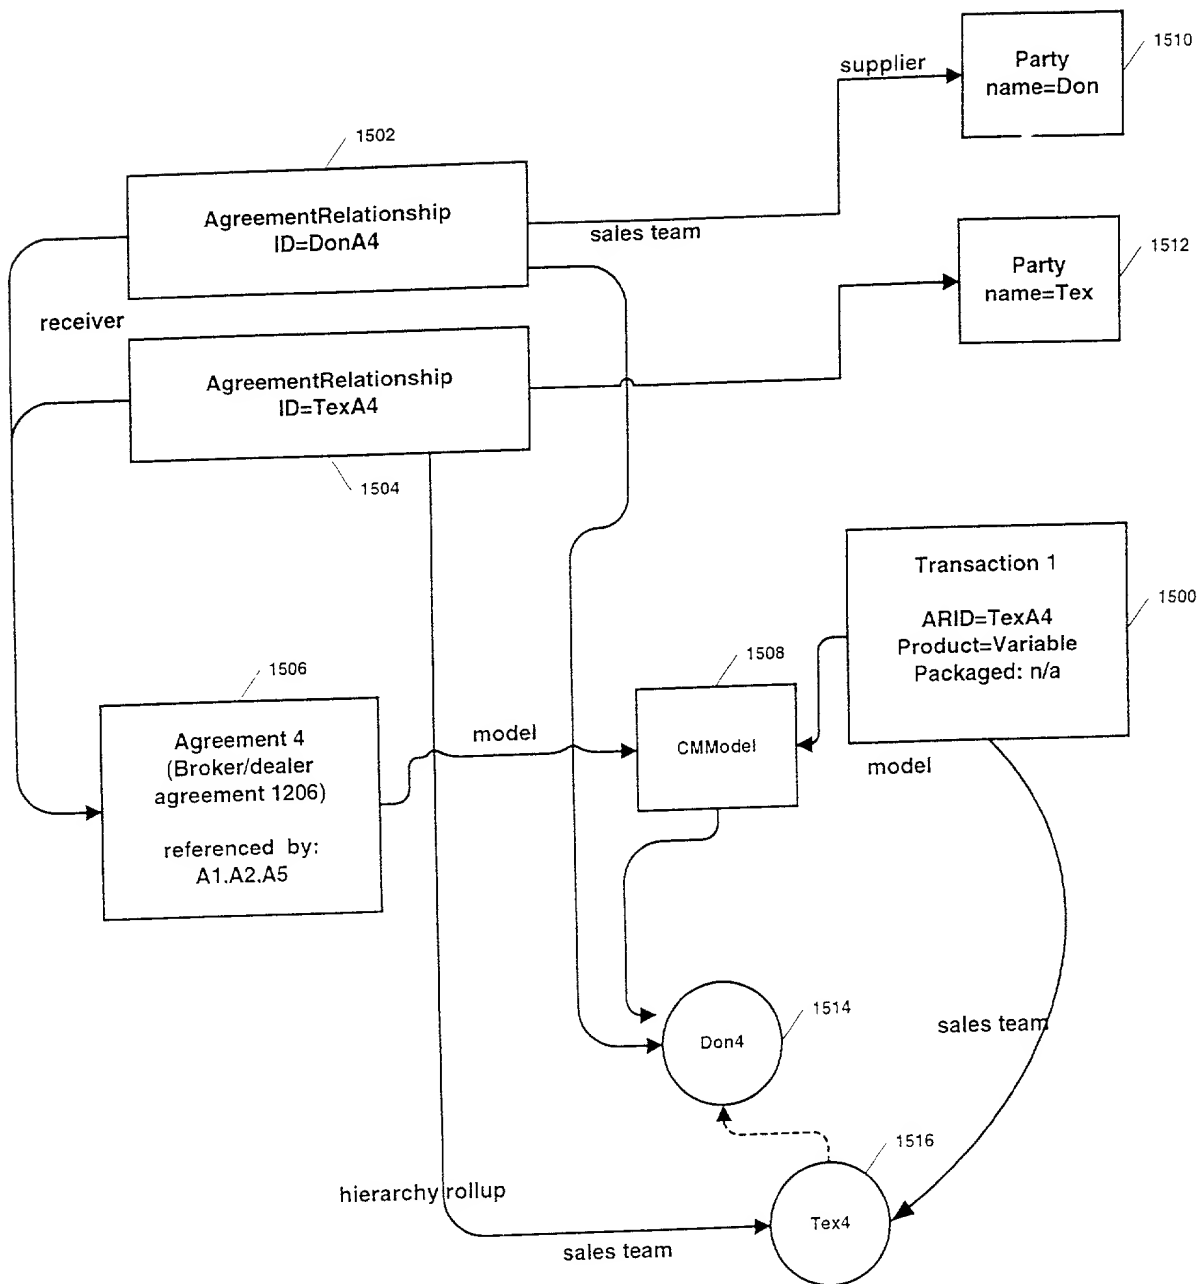 Party
name=Don
1510
supplier
1502
AgreementRelationship
ID=DonA4
sales team
Party
name=Tex
1512
receiver
AgreementRelationship
ID=TexA4
1504
Transaction 1
ARID=TexA4
Product=Variable
Packaged: n/a
1500
1506
1508
Agreement 4
(Broker/dealer
agreement 1206)
referenced by:
A1.A2.A5
model
CMModel
model
Don4
1514
sales team
1516
hierarchy rollup
Tex4
sales team